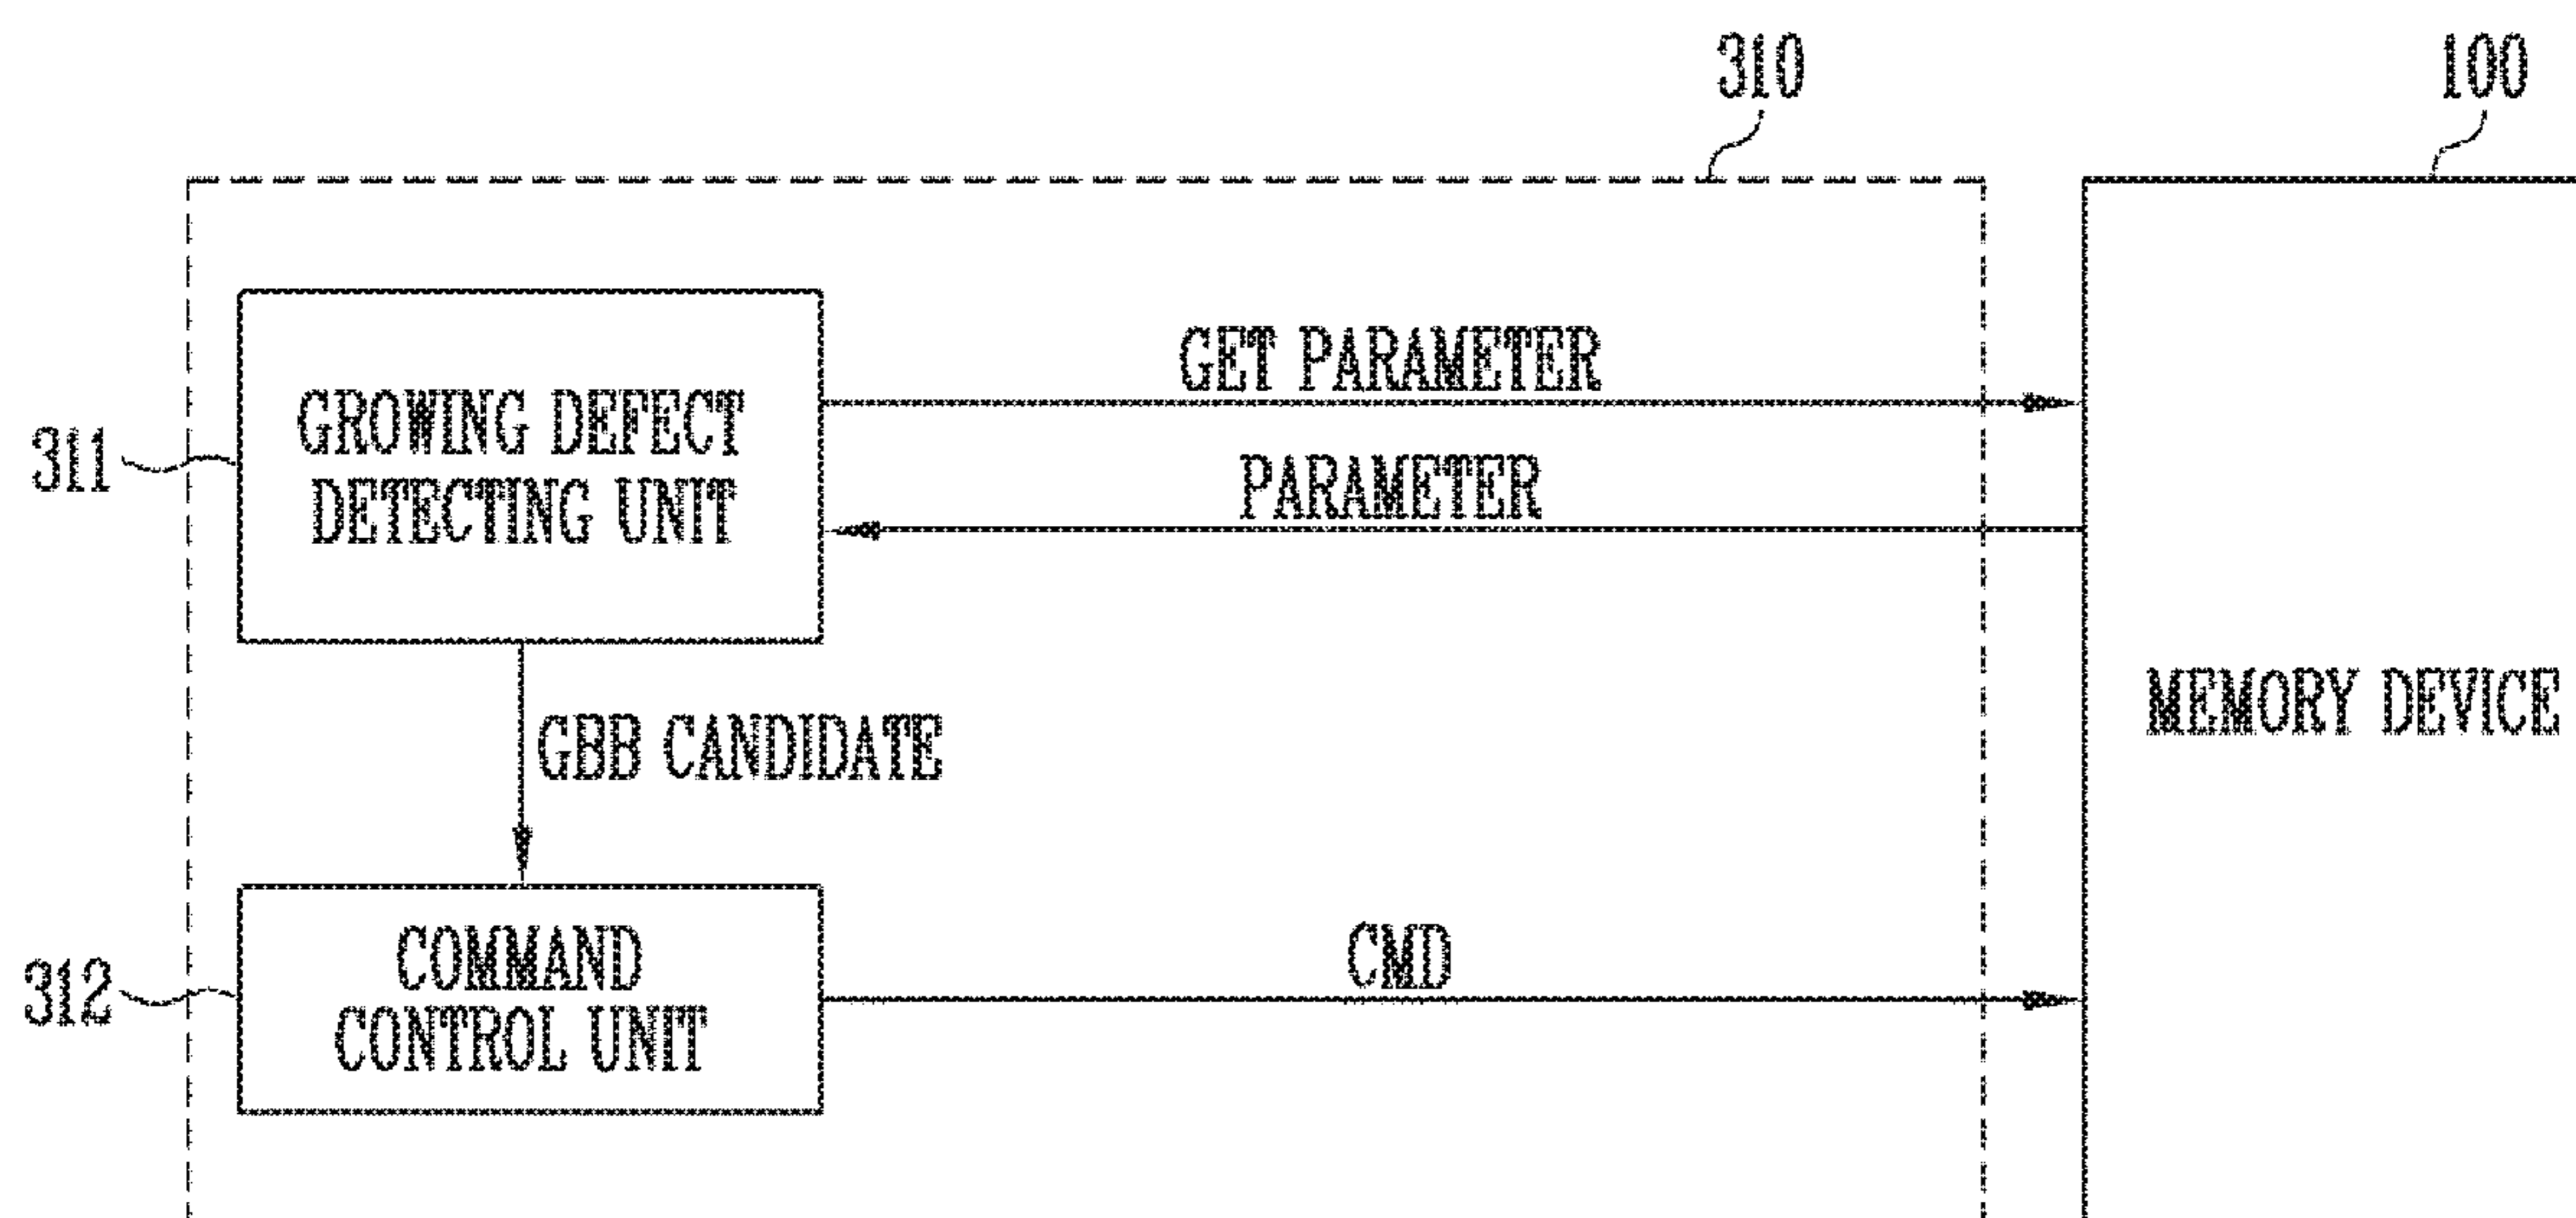 310
100
GET PARAMETER
311
GROWING DEFECT
DETECTING UNIT
PARAMETER
GBB CANDIDATE
MEMORY DEVICE
312
COMMAND
CONTROL UNIT
CMD